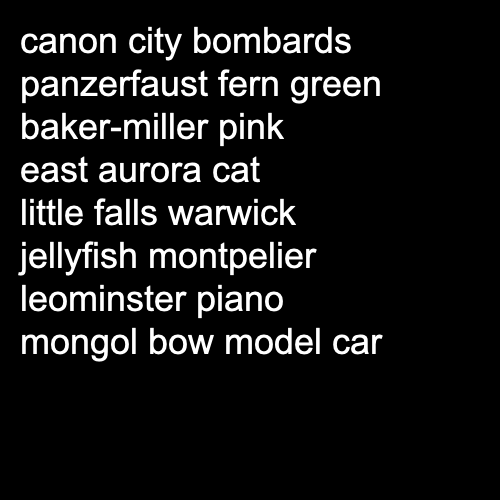 canon city bombards
panzerfaust fern green
baker-miller pink
east aurora cat
little falls warwick
jellyfish montpelier
leominster piano
mongol bow model car